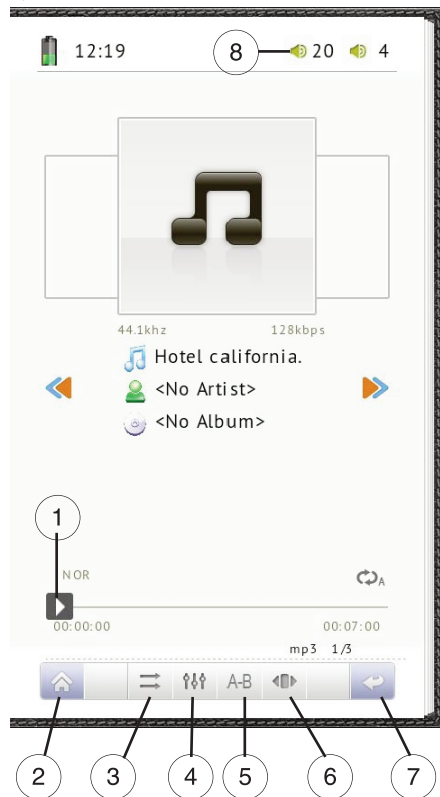 12:19 8 20 4
44.1khz 128kbps
Hotel california.
<No Artist>
<No Album>
1
NOR A
00:00:00 00:07:00
mp3 1/3
A-B
2 3 4 5 6 7